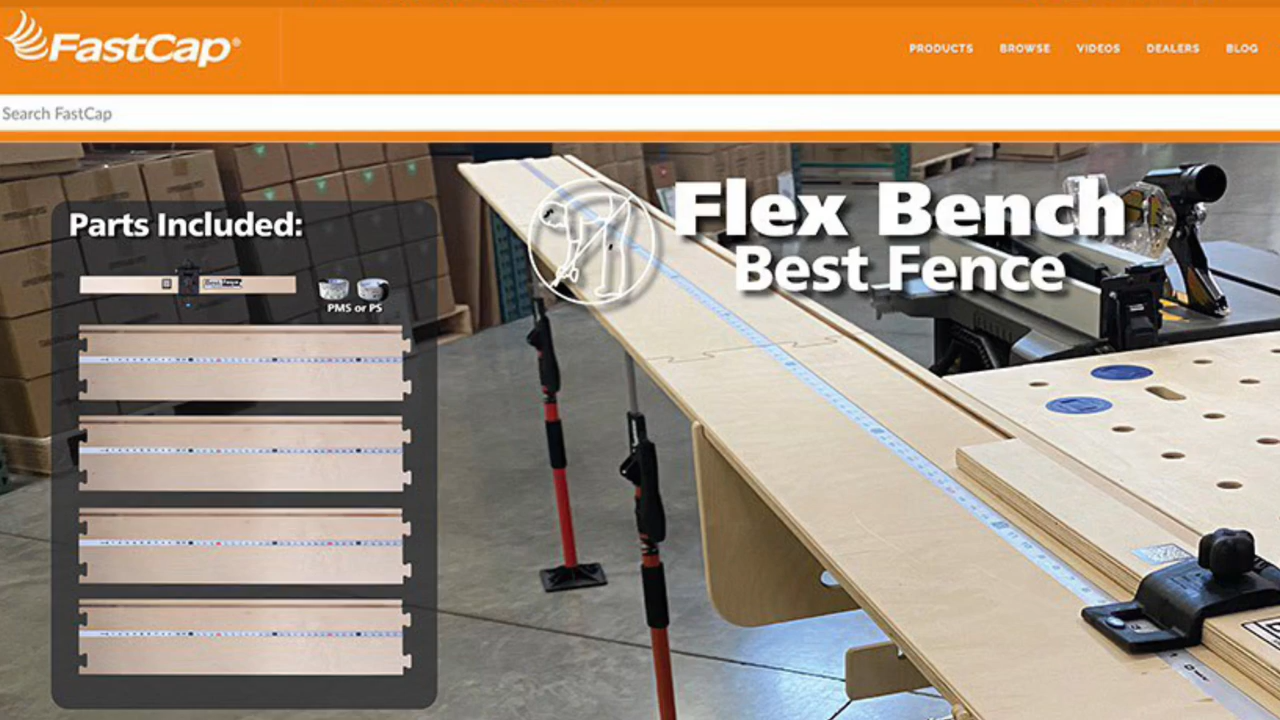 FastCap®
PRODUCTS
BROWSE
VIDEOS
DEALERS
BLOG
Search FastCap
Parts Included:
PMS or PS
Flex Bench
Best Fence